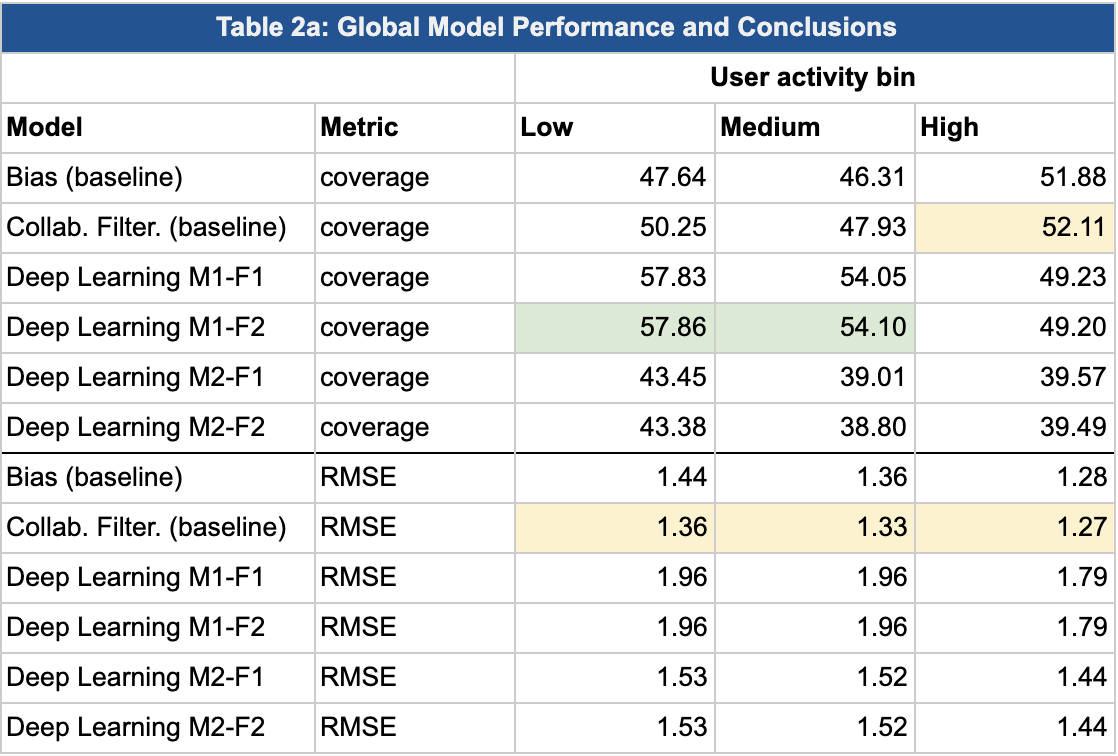 Table 2a: Global Model Performance and Conclusions
User activity bin
Model Metric Low Medium High
Bias (baseline) coverage 47.64 46.31 51.88
Collab. Filter. (baseline) coverage 50.25 47.93 52.11
Deep Learning M1-F1 coverage 57.83 54.05 49.23
Deep Learning M1-F2 coverage 57.86 54.10 49.20
Deep Learning M2-F1 coverage 43.45 39.01 39.57
Deep Learning M2-F2 coverage 43.38 38.80 39.49
Bias (baseline) RMSE 1.44 1.36 1.28
Collab. Filter. (baseline) RMSE 1.36 1.33 1.27
Deep Learning M1-F1 RMSE 1.96 1.96 1.79
Deep Learning M1-F2 RMSE 1.96 1.96 1.79
Deep Learning M2-F1 RMSE 1.53 1.52 1.44
Deep Learning M2-F2 RMSE 1.53 1.52 1.44